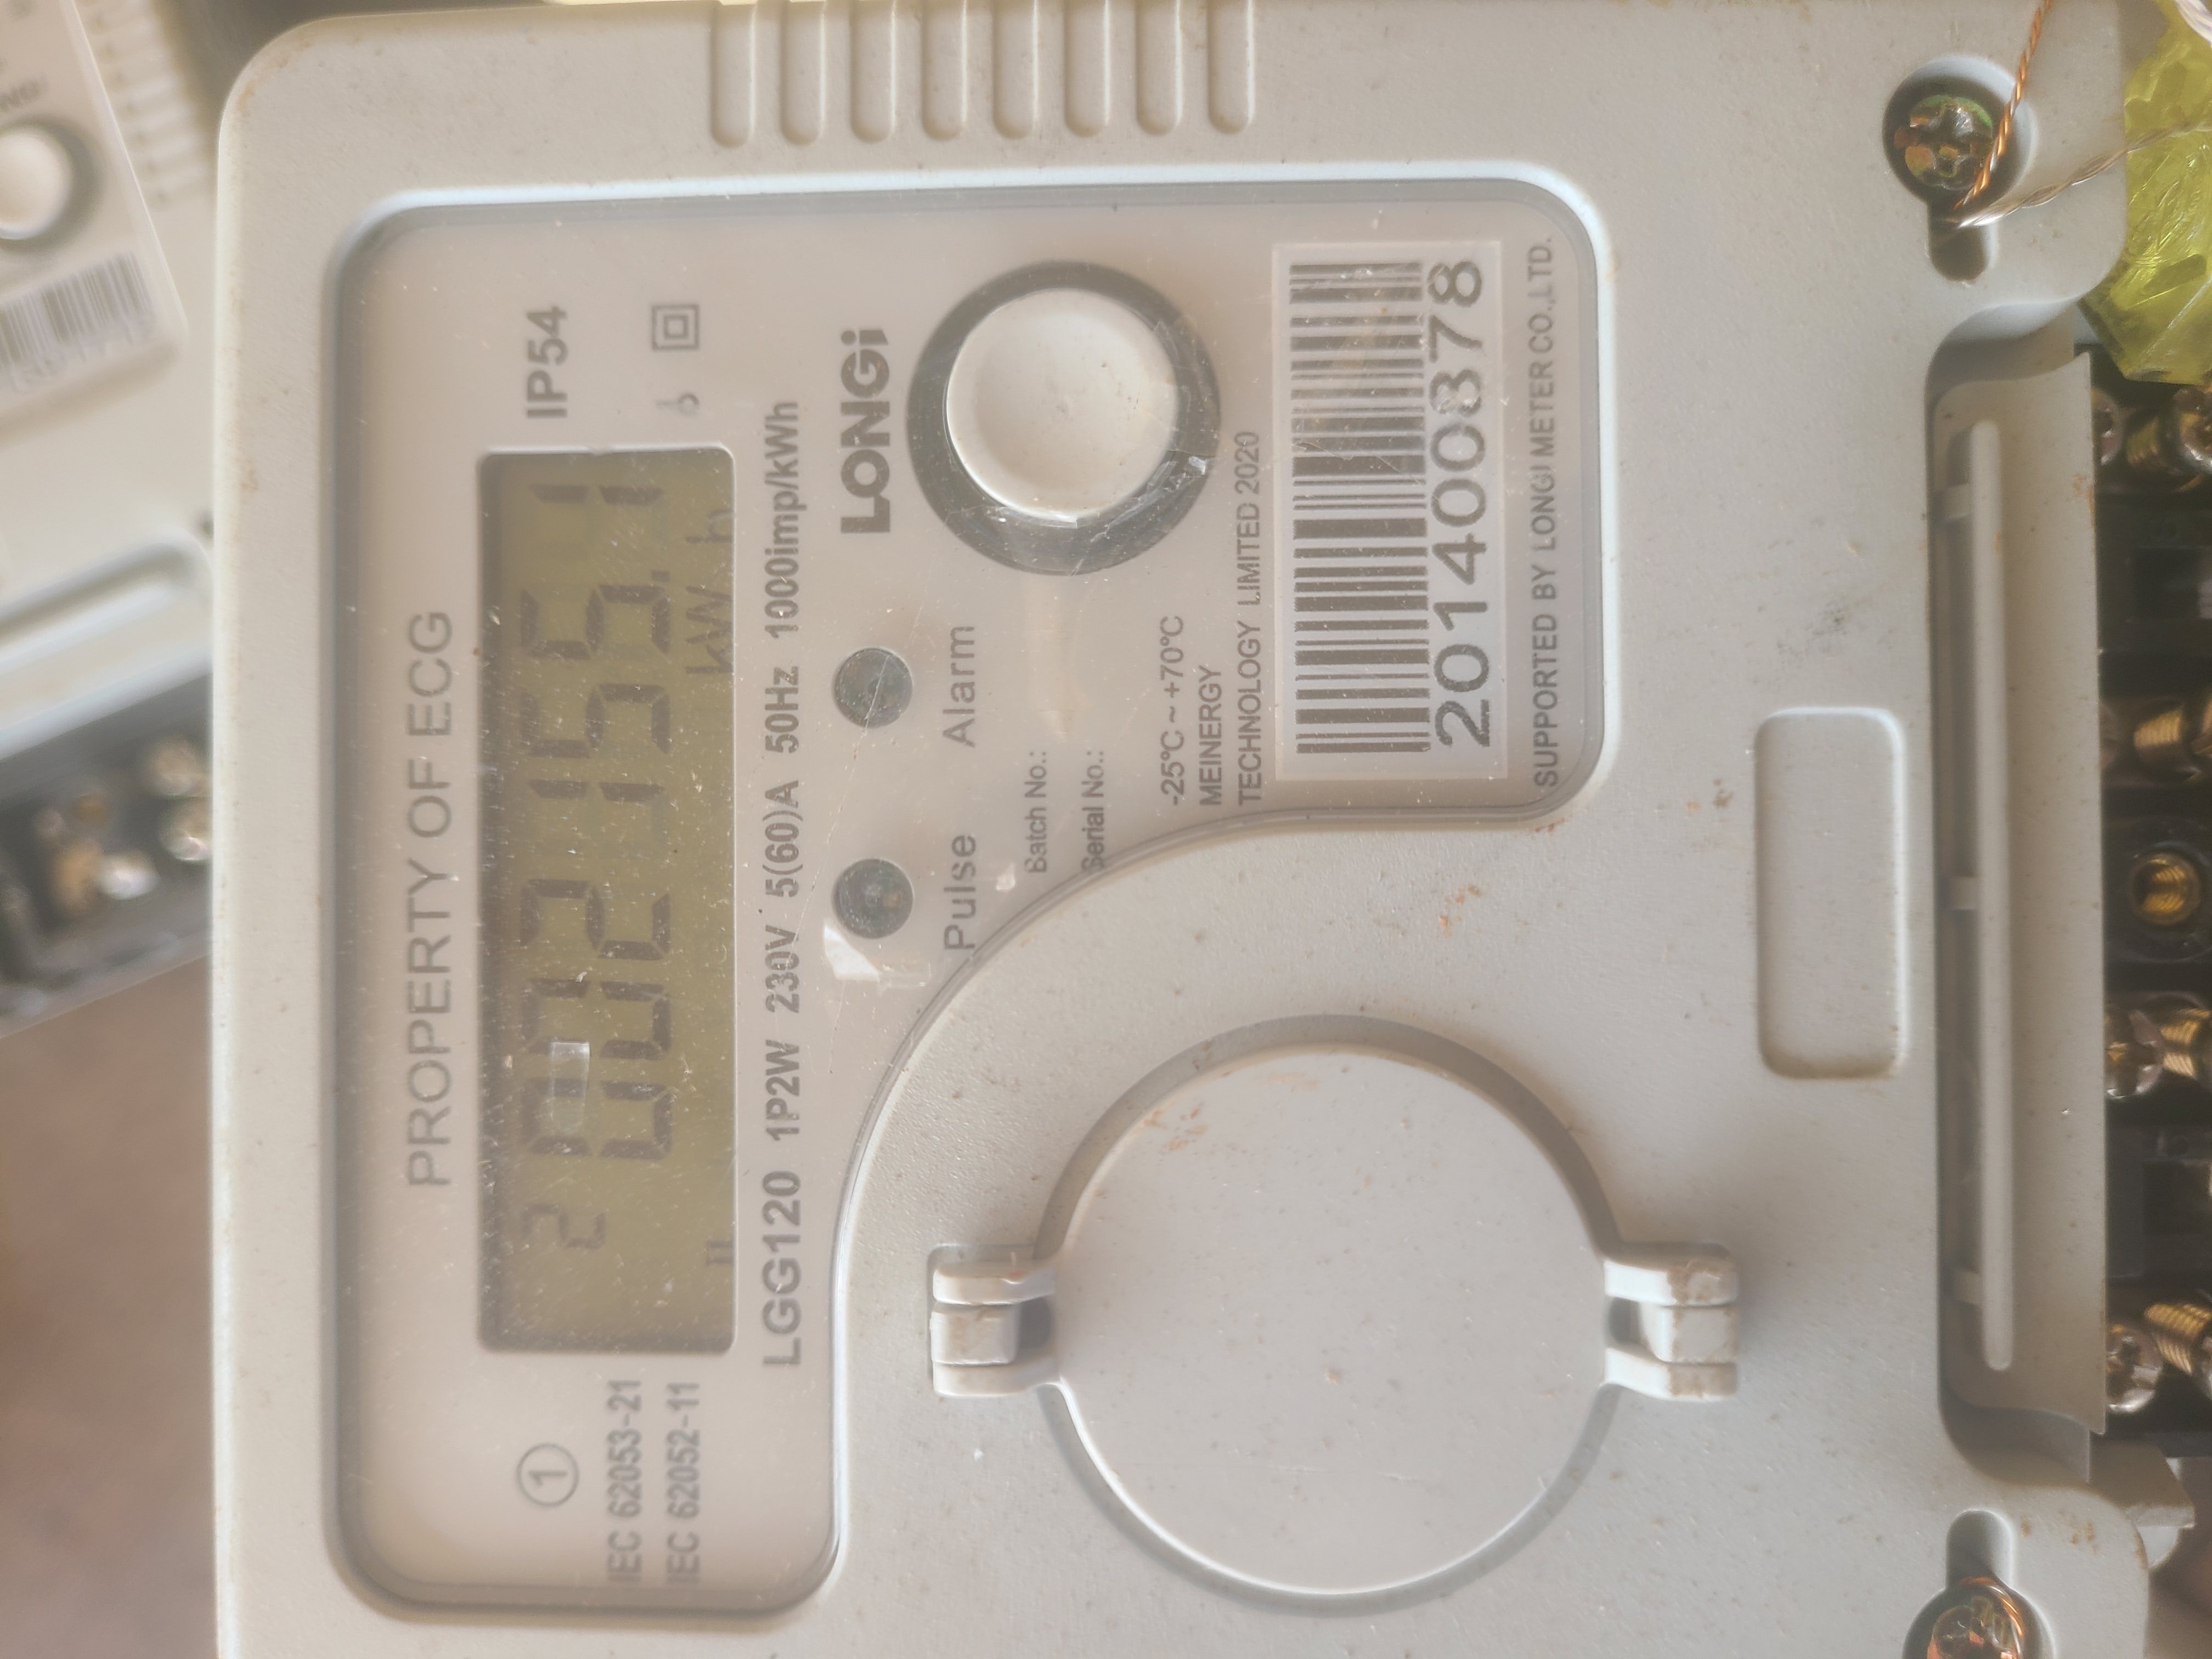 PROPERTY OF ECG
1
IEC 62053-21
IEC 62052-11
2 002155.1
kW h
IP54
LGG120 1P2W 230V 5(60)A 50Hz 1000imp/kWh
LONGi
Pulse Alarm
Batch No.:
Serial No.:
-25°C ~ +70°C
MEINERGY
TECHNOLOGY LIMITED 2020
201400878
SUPPORTED BY LONGI METER CO.,LTD.